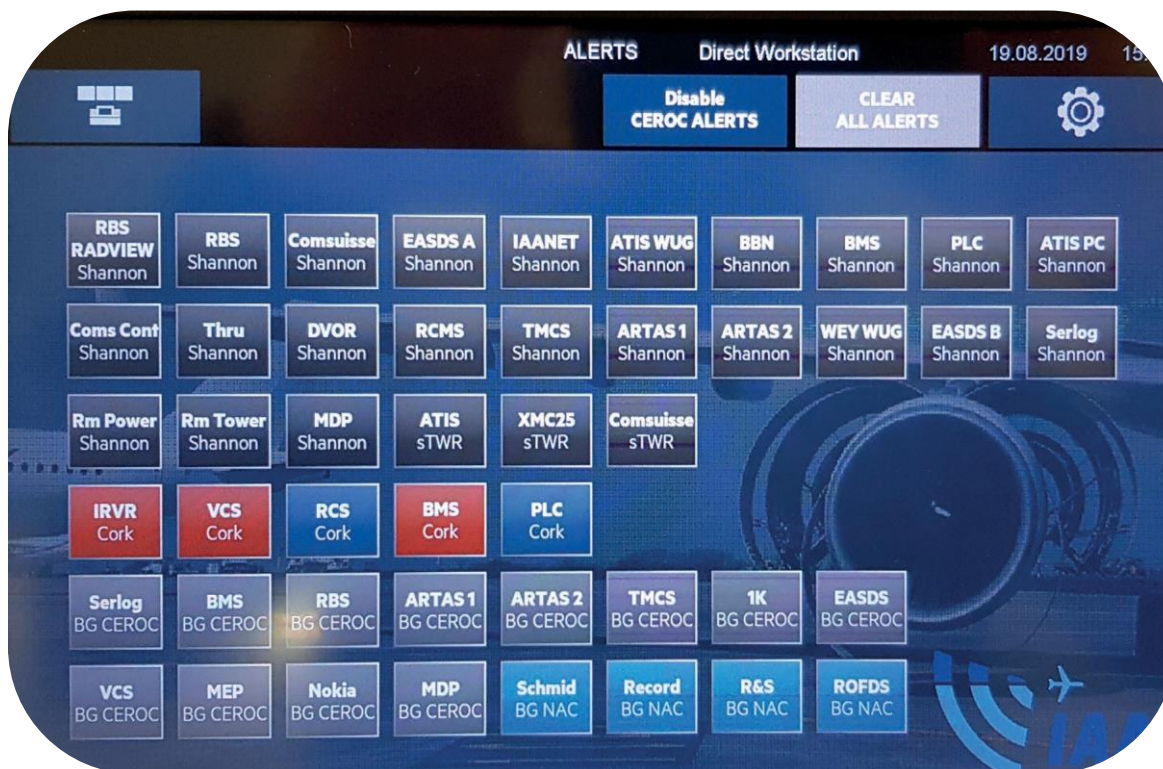 ALERTS Direct Workstation 19.08.2019
Disable
CEROC ALERTS
CLEAR
ALL ALERTS
RBS
RADVIEW
Shannon
RBS
Shannon
Comsuisse
Shannon
EASDS A
Shannon
IAANET
Shannon
ATIS WUG
Shannon
BBN
Shannon
BMS
Shannon
PLC
Shannon
ATIS PC
Shannon
Coms Cont
Shannon
Thru
Shannon
DVOR
Shannon
RCMS
Shannon
TMCS
Shannon
ARTAS 1
Shannon
ARTAS 2
Shannon
WEY WUG
Shannon
EASDS B
Shannon
Serlog
Shannon
Rm Power
Shannon
Rm Tower
Shannon
MDP
Shannon
ATIS
sTWR
XMC25
sTWR
Comsuisse
sTWR
IRVR
Cork
VCS
Cork
RCS
Cork
BMS
Cork
PLC
Cork
Serlog
BG CEROC
BMS
BG CEROC
RBS
BG CEROC
ARTAS 1
BG CEROC
ARTAS 2
BG CEROC
TMCS
BG CEROC
1K
BG CEROC
EASDS
BG CEROC
VCS
BG CEROC
MEP
BG CEROC
Nokia
BG CEROC
MDP
BG CEROC
Schmid
BG NAC
Record
BG NAC
R&S
BG NAC
ROFDS
BG NAC
IAA